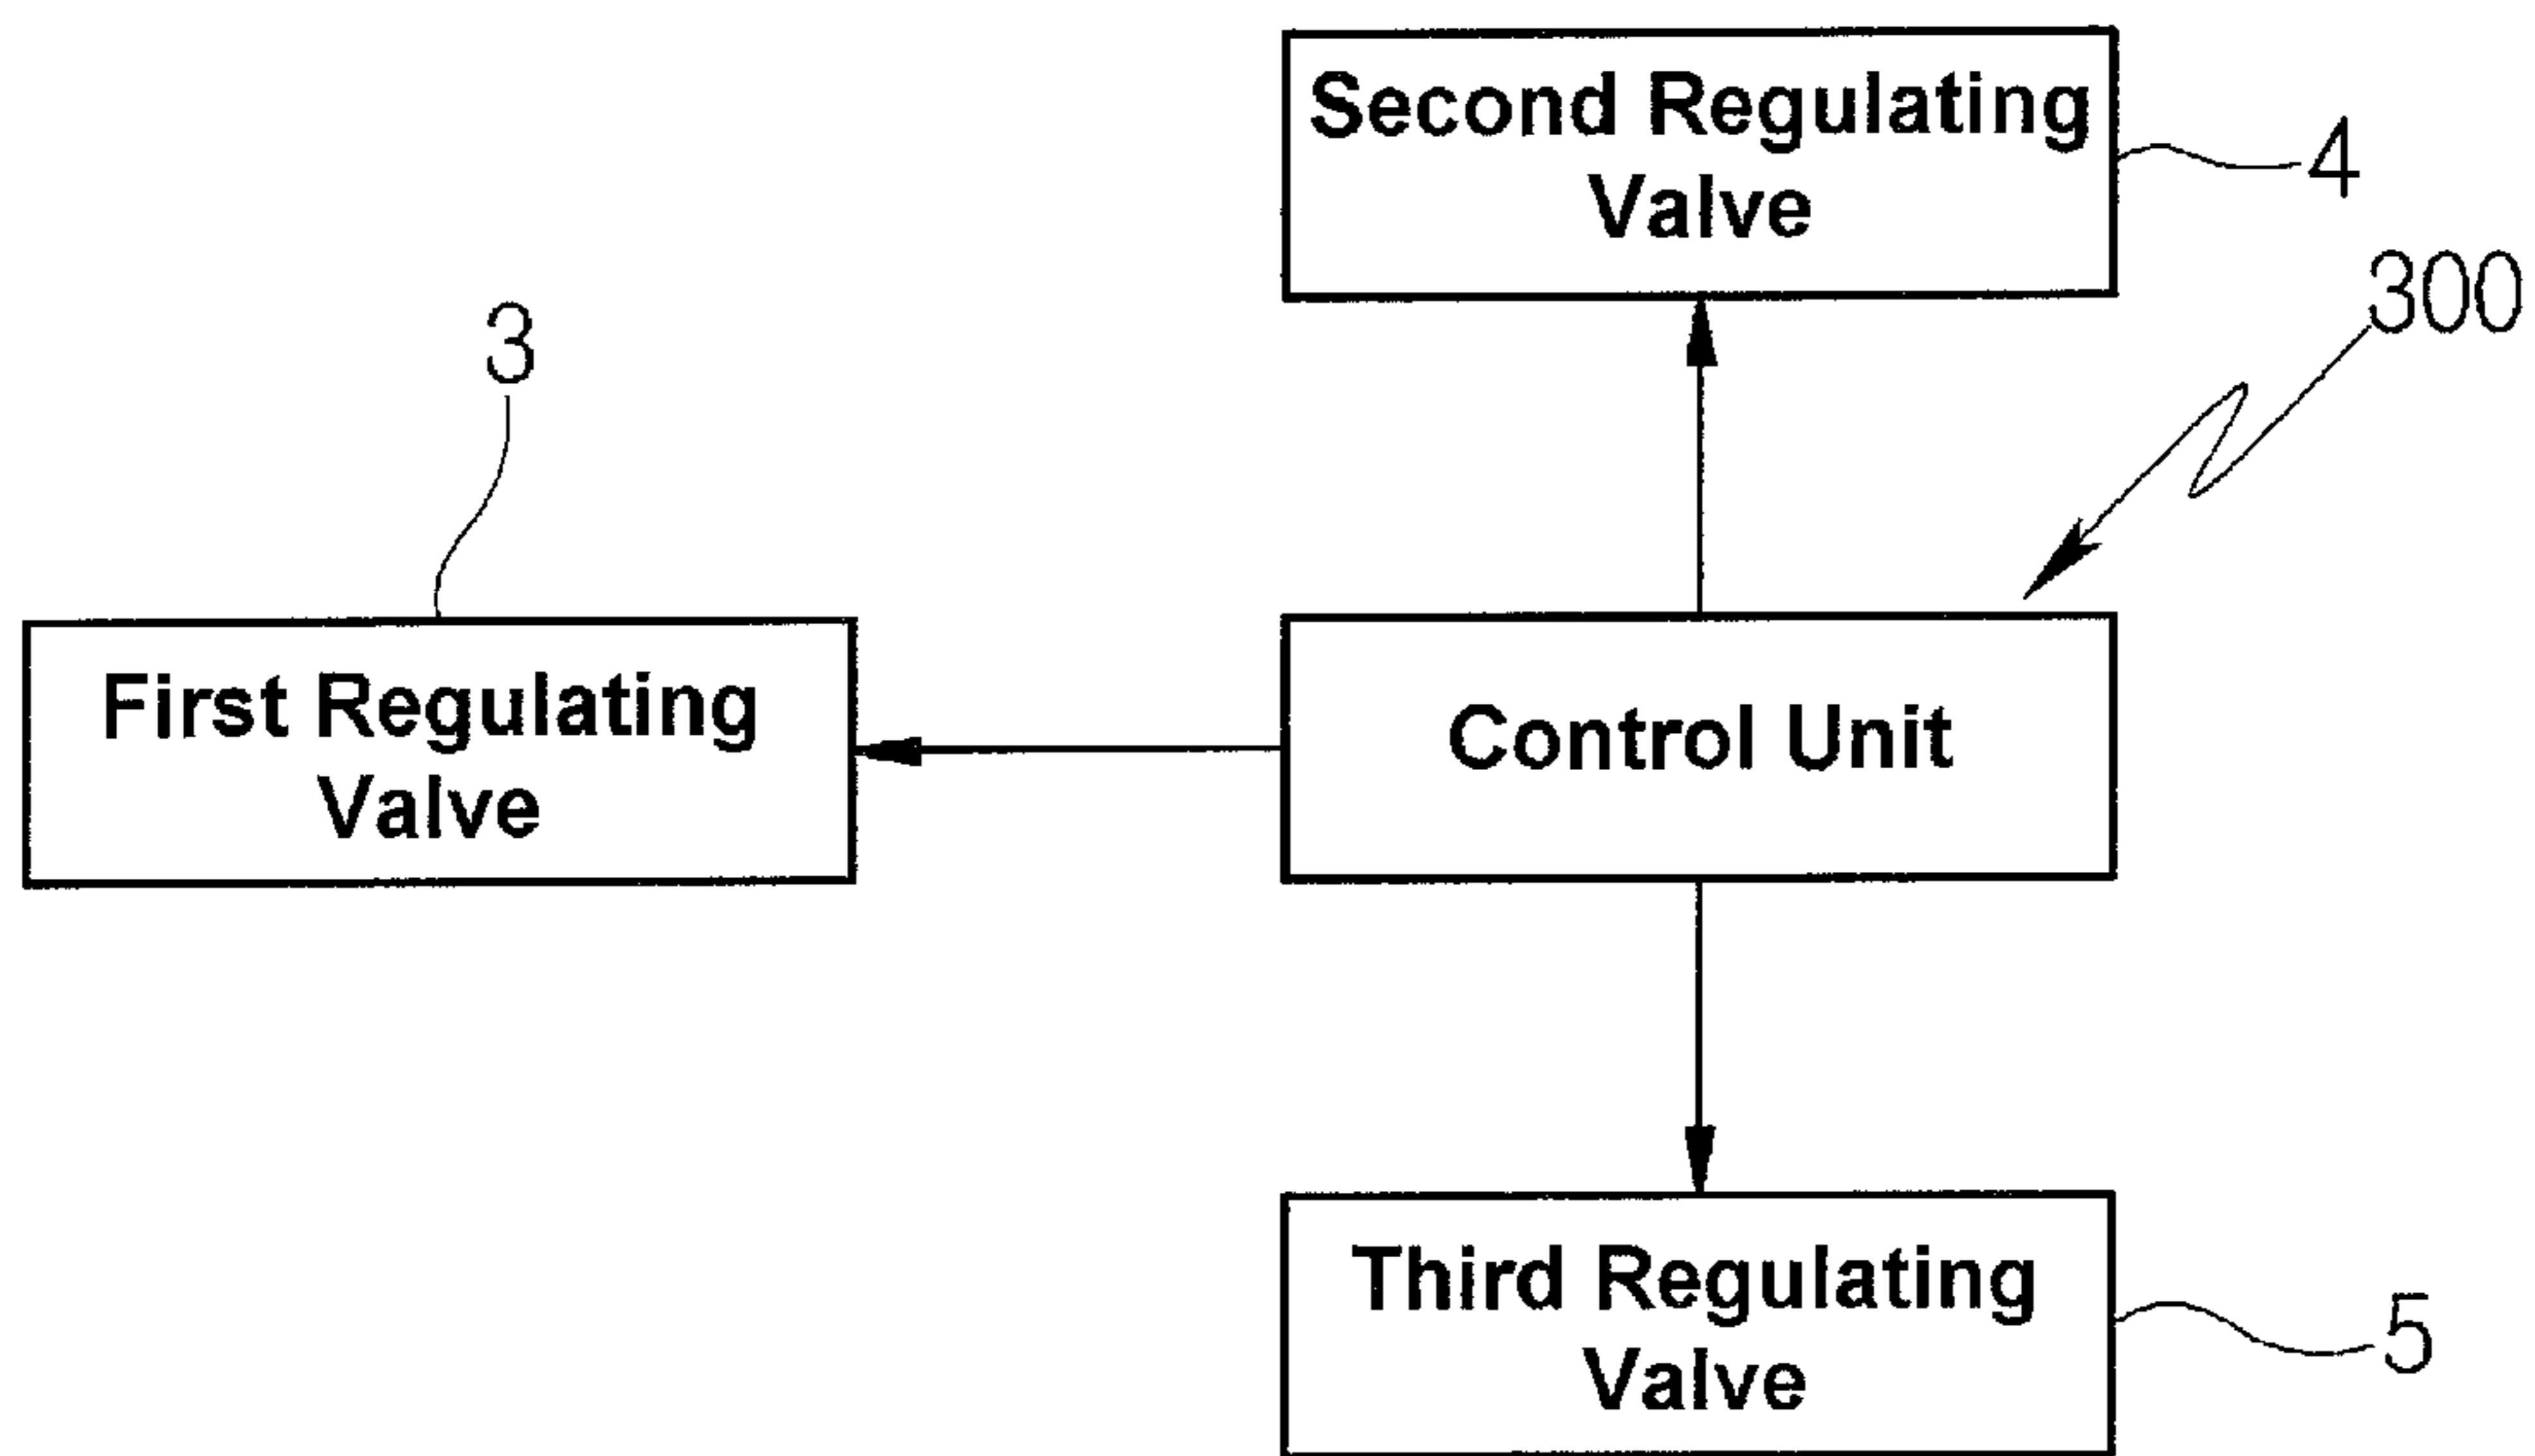 Second Regulating
Valve
4
300
3
First Regulating
Valve
Control Unit
Third Regulating
Valve
5